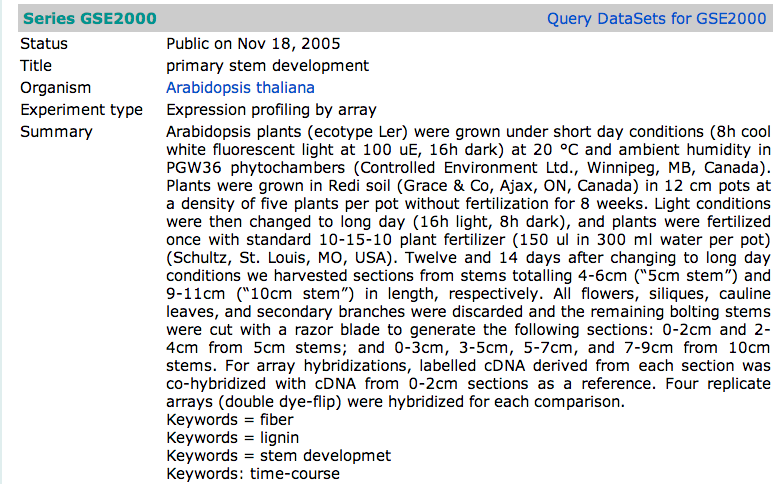 Series GSE2000 Query DataSets for GSE2000
Status Public on Nov 18, 2005
Title primary stem development
Organism Arabidopsis thaliana
Experiment type Expression profiling by array
Summary Arabidopsis plants (ecotype Ler) were grown under short day conditions (8h cool
white fluorescent light at 100 uE, 16h dark) at 20 ºC and ambient humidity in
PGW36 phytochambers (Controlled Environment Ltd., Winnipeg, MB, Canada).
Plants were grown in Redi soil (Grace & Co, Ajax, ON, Canada) in 12 cm pots at
a density of five plants per pot without fertilization for 8 weeks. Light conditions
were then changed to long day (16h light, 8h dark), and plants were fertilized
once with standard 10-15-10 plant fertilizer (150 ul in 300 ml water per pot)
(Schultz, St. Louis, MO, USA). Twelve and 14 days after changing to long day
conditions we harvested sections from stems totalling 4-6cm (“5cm stem”) and
9-11cm (“10cm stem”) in length, respectively. All flowers, siliques, cauline
leaves, and secondary branches were discarded and the remaining bolting stems
were cut with a razor blade to generate the following sections: 0-2cm and 2-
4cm from 5cm stems; and 0-3cm, 3-5cm, 5-7cm, and 7-9cm from 10cm
stems. For array hybridizations, labelled cDNA derived from each section was
co-hybridized with cDNA from 0-2cm sections as a reference. Four replicate
arrays (double dye-flip) were hybridized for each comparison.
Keywords = fiber
Keywords = lignin
Keywords = stem developmet
Keywords: time-course